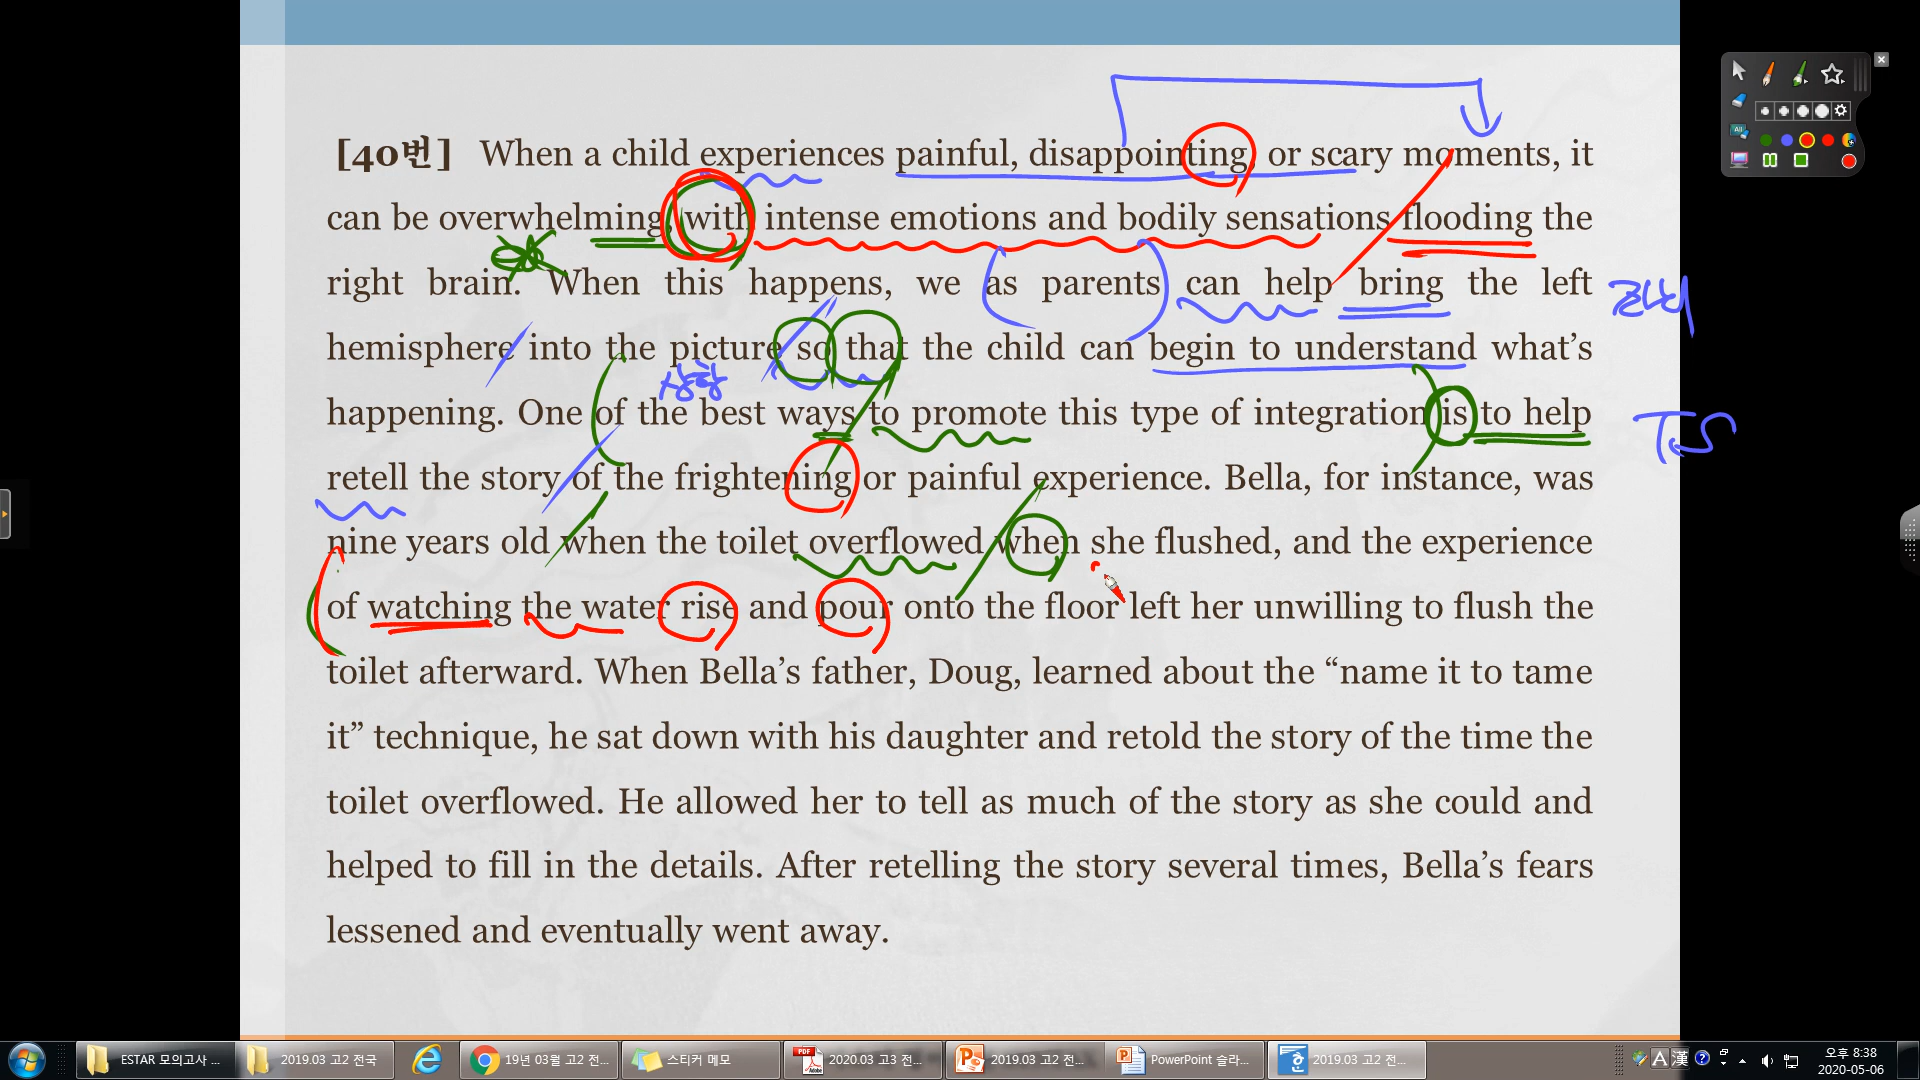 [40번] When a child experiences painful, disappointing, or scary moments, it
can be overwhelming, with intense emotions and bodily sensations flooding the
right brain. When this happens, we as parents can help bring the left
hemisphere into the picture so that the child can begin to understand what's
상황
happening. One of the best ways to promote this type of integration is to help
TS
retell the story of the frightening or painful experience. Bella, for instance, was
nine years old when the toilet overflowed when she flushed, and the experience
of watching the water rise and pour onto the floor left her unwilling to flush the
toilet afterward. When Bella's father, Doug, learned about the “name it to tame
it” technique, he sat down with his daughter and retold the story of the time the
toilet overflowed. He allowed her to tell as much of the story as she could and
helped to fill in the details. After retelling the story several times, Bella's fears
lessened and eventually went away.
All
ESTAR 모의고사 ...
2019.03 고2 전국
19년 03월 고2 전...
스티커 메모
PDF
2020.03 고3 전...
2019.03 고2 전...
PowerPoint 슬라...
2019.03 고2 전...
A 漢
오후 8:38
2020-05-06